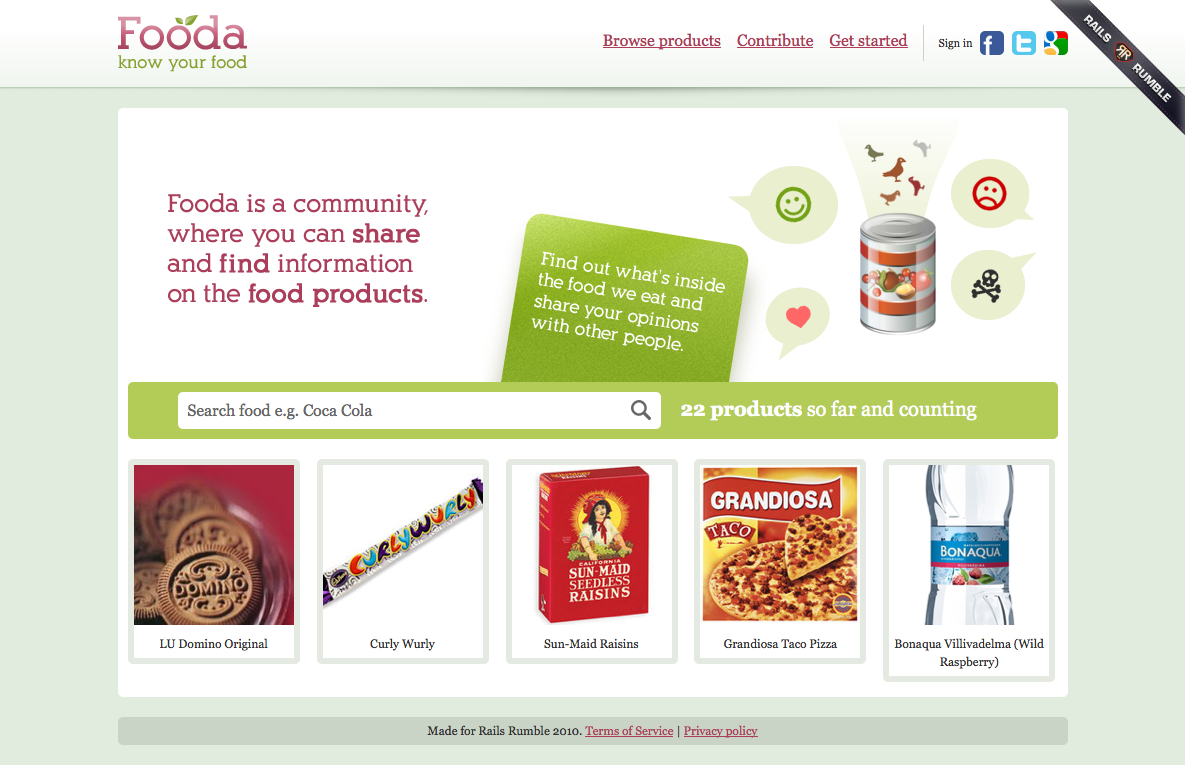 Fooda
know your food
Browse products Contribute Get started
Sign in
RAILS RUMBLE
Fooda is a community,
where you can share
and find information
on the food products.
Find out what's inside
the food we eat and
share your opinions
with other people.
Search food e.g. Coca Cola
22 products so far and counting
DOMINO
CURLYWURLY
Cadbury
CALIFORNIA
SUN-MAID
SEEDLESS
RAISINS
GRANDIOSA
TACO
BONAQUA
LU Domino Original
Curly Wurly
Sun-Maid Raisins
Grandiosa Taco Pizza
Bonaqua Villivadelma (Wild
Raspberry)
Made for Rails Rumble 2010. Terms of Service | Privacy policy